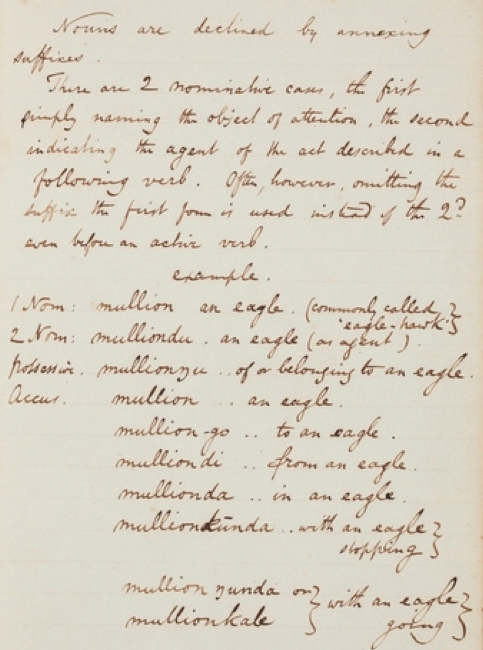 Nouns are declined by annexing
suffixes.
There are 2 nominative cases, the first
simply naming the object of attention, the second
indicating the agent of the act described in a
following verb. Often, however, omitting the
suffix the first form is used instead of the 2?
even before an active verb.
example.
1 Nom: mullion an eagle. (commonly called
"eagle-hawk")
2 Nom: mulliondu . an eagle (as agent).
Possessive. mullionŋu .. of or belonging to an eagle.
Accus. mullion .. an eagle.
mullion-go .. to an eagle.
mulliondi .. from an eagle.
mullionda .. in an eagle.
mullionkŭnda .. with an eagle
stopping
mullion ŋunda or
mullionkale
with an eagle
going